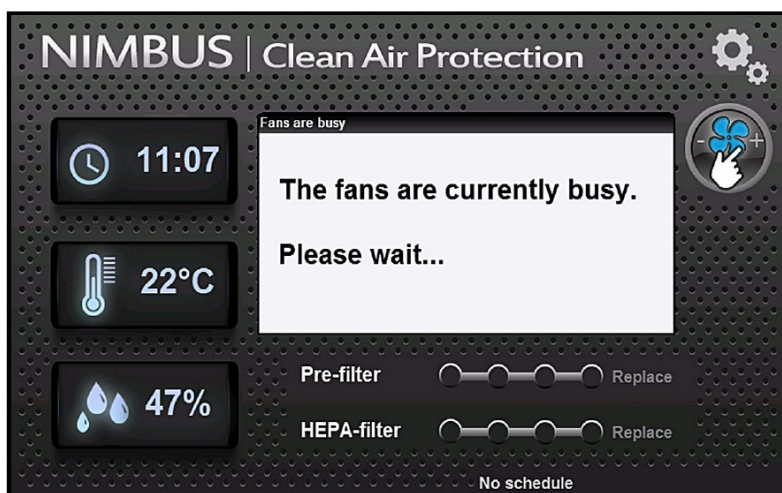 NIMBUS | Clean Air Protection
11:07
Fans are busy
The fans are currently busy.
Please wait...
22°C
47%
Pre-filter Replace
HEPA-filter Replace
No schedule